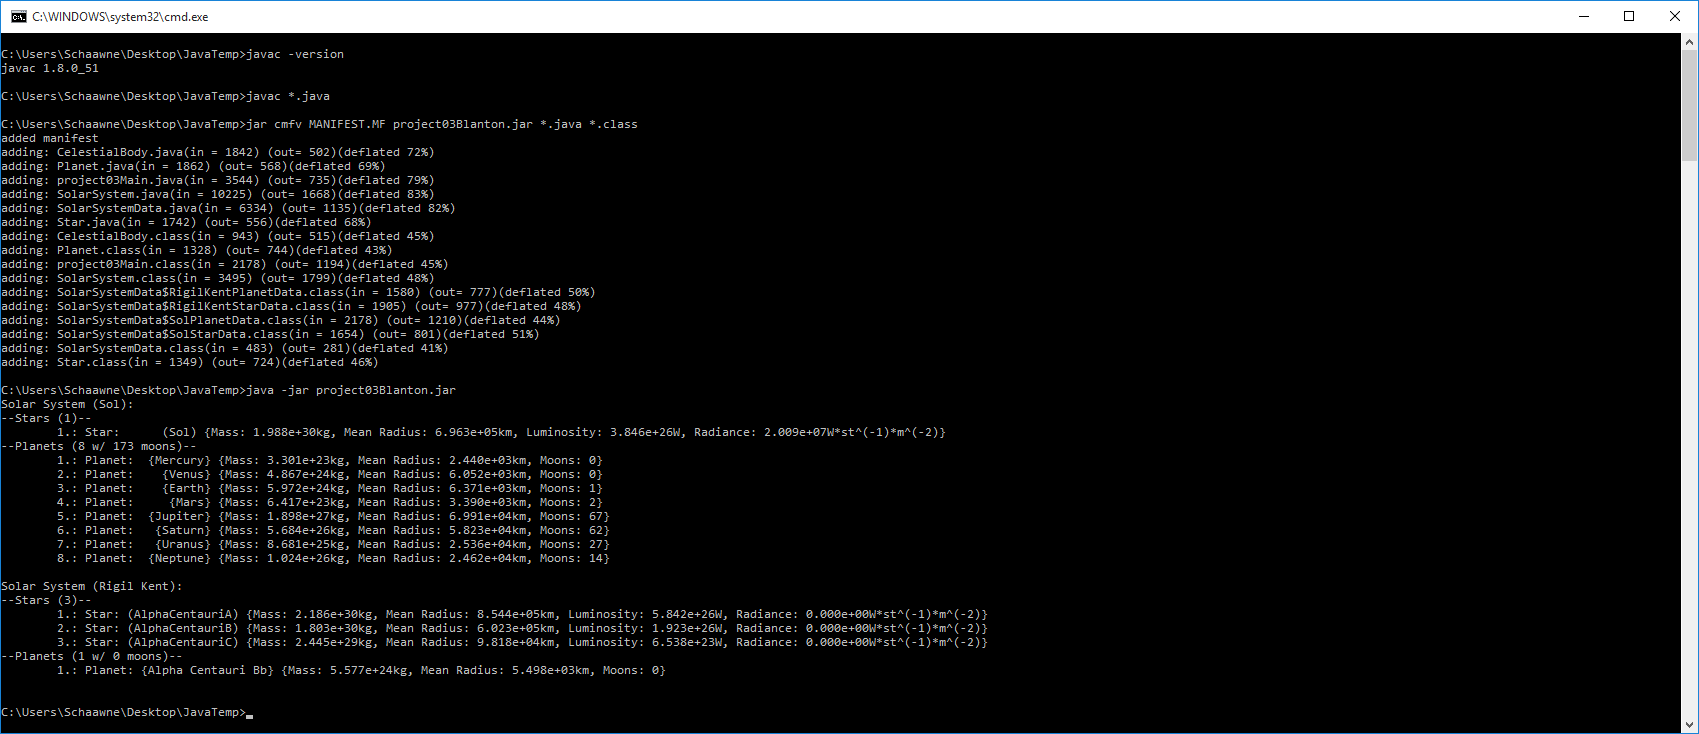 C:\WINDOWS\system32\cmd.exe
C:\Users\Schaawne\Desktop\JavaTemp>javac -version
javac 1.8.0_51
C:\Users\Schaawne\Desktop\JavaTemp>javac *.java
C:\Users\Schaawne\Desktop\JavaTemp>jar cmfv MANIFEST.MF project03Blanton.jar *.java *.class
added manifest
adding: CelestialBody.java(in = 1842) (out= 502)(deflated 72%)
adding: Planet.java(in = 1862) (out= 568)(deflated 69%)
adding: project03Main.java(in = 3544) (out= 735)(deflated 79%)
adding: SolarSystem.java(in = 10225) (out= 1668)(deflated 83%)
adding: SolarSystemData.java(in = 6334) (out= 1135)(deflated 82%)
adding: Star.java(in = 1742) (out= 556)(deflated 68%)
adding: CelestialBody.class(in = 943) (out= 515)(deflated 45%)
adding: Planet.class(in = 1328) (out= 744)(deflated 43%)
adding: project03Main.class(in = 2178) (out= 1194)(deflated 45%)
adding: SolarSystem.class(in = 3495) (out= 1799)(deflated 48%)
adding: SolarSystemData$RigilKentPlanetData.class(in = 1580) (out= 777)(deflated 50%)
adding: SolarSystemData$RigilKentStarData.class(in = 1905) (out= 977)(deflated 48%)
adding: SolarSystemData$SolPlanetData.class(in = 2178) (out= 1210)(deflated 44%)
adding: SolarSystemData$SolStarData.class(in = 1654) (out= 801)(deflated 51%)
adding: SolarSystemData.class(in = 483) (out= 281)(deflated 41%)
adding: Star.class(in = 1349) (out= 724)(deflated 46%)
C:\Users\Schaawne\Desktop\JavaTemp>java -jar project03Blanton.jar
Solar System (Sol):
--Stars (1)--
1.: Star: (Sol) {Mass: 1.988e+30kg, Mean Radius: 6.963e+05km, Luminosity: 3.846e+26W, Radiance: 2.009e+07W*st^(-1)*m^(-2)}
--Planets (8 w/ 173 moons)--
1.: Planet: {Mercury} {Mass: 3.301e+23kg, Mean Radius: 2.440e+03km, Moons: 0}
2.: Planet: {Venus} {Mass: 4.867e+24kg, Mean Radius: 6.052e+03km, Moons: 0}
3.: Planet: {Earth} {Mass: 5.972e+24kg, Mean Radius: 6.371e+03km, Moons: 1}
4.: Planet: {Mars} {Mass: 6.417e+23kg, Mean Radius: 3.390e+03km, Moons: 2}
5.: Planet: {Jupiter} {Mass: 1.898e+27kg, Mean Radius: 6.991e+04km, Moons: 67}
6.: Planet: {Saturn} {Mass: 5.684e+26kg, Mean Radius: 5.823e+04km, Moons: 62}
7.: Planet: {Uranus} {Mass: 8.681e+25kg, Mean Radius: 2.536e+04km, Moons: 27}
8.: Planet: {Neptune} {Mass: 1.024e+26kg, Mean Radius: 2.462e+04km, Moons: 14}
Solar System (Rigil Kent):
--Stars (3)--
1.: Star: (AlphaCentauriA) {Mass: 2.186e+30kg, Mean Radius: 8.544e+05km, Luminosity: 5.842e+26W, Radiance: 0.000e+00W*st^(-1)*m^(-2)}
2.: Star: (AlphaCentauriB) {Mass: 1.803e+30kg, Mean Radius: 6.023e+05km, Luminosity: 1.923e+26W, Radiance: 0.000e+00W*st^(-1)*m^(-2)}
3.: Star: (AlphaCentauriC) {Mass: 2.445e+29kg, Mean Radius: 9.818e+04km, Luminosity: 6.538e+23W, Radiance: 0.000e+00W*st^(-1)*m^(-2)}
--Planets (1 w/ 0 moons)--
1.: Planet: {Alpha Centauri Bb} {Mass: 5.577e+24kg, Mean Radius: 5.498e+03km, Moons: 0}
C:\Users\Schaawne\Desktop\JavaTemp>